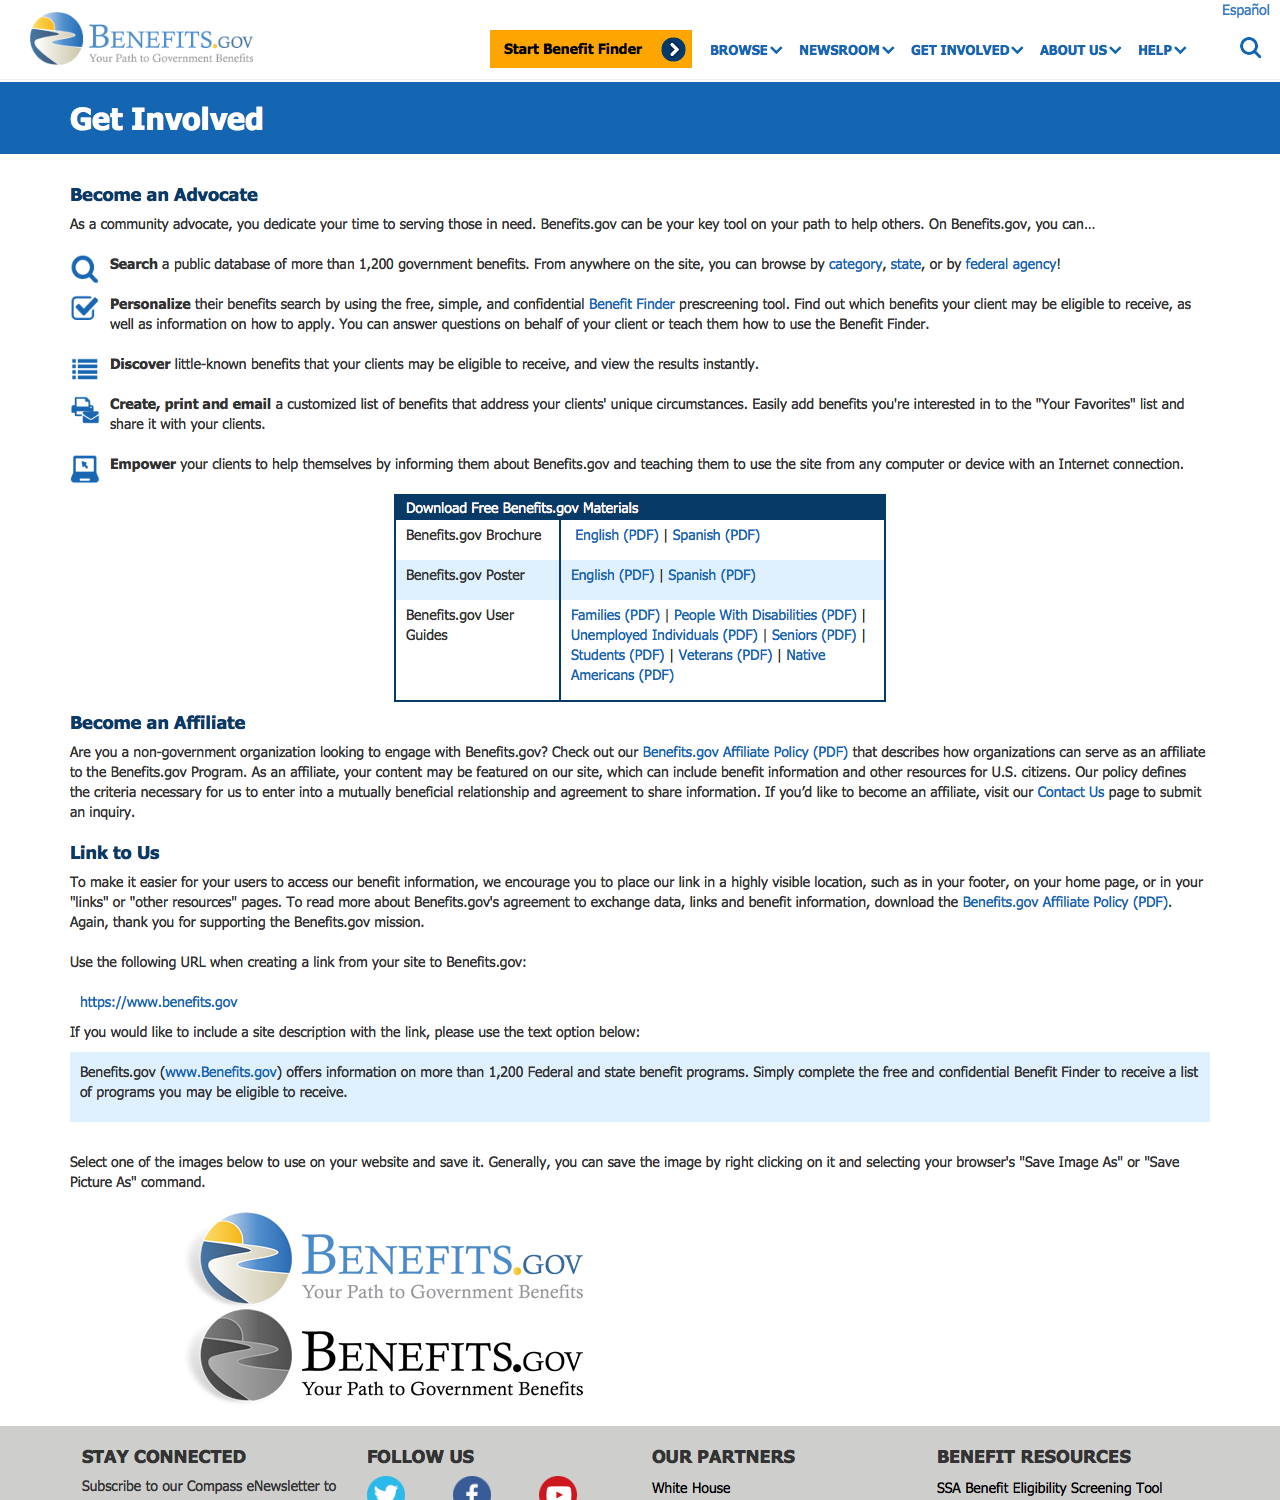 Español
BENEFITS.GOV
Your Path to Government Benefits
Start Benefit Finder
BROWSE NEWSROOM GET INVOLVED ABOUT US HELP
Get Involved
Become an Advocate
As a community advocate, you dedicate your time to serving those in need. Benefits.gov can be your key tool on your path to help others. On Benefits.gov, you can...
Search a public database of more than 1,200 government benefits. From anywhere on the site, you can browse by category, state, or by federal agency!
Personalize their benefits search by using the free, simple, and confidential Benefit Finder prescreening tool. Find out which benefits your client may be eligible to receive, as
well as information on how to apply. You can answer questions on behalf of your client or teach them how to use the Benefit Finder.
Discover little-known benefits that your clients may be eligible to receive, and view the results instantly.
Create, print and email a customized list of benefits that address your clients' unique circumstances. Easily add benefits you're interested in to the "Your Favorites" list and
share it with your clients.
Empower your clients to help themselves by informing them about Benefits.gov and teaching them to use the site from any computer or device with an Internet connection.
Download Free Benefits.gov Materials
Benefits.gov Brochure English (PDF) | Spanish (PDF)
Benefits.gov Poster English (PDF) | Spanish (PDF)
Benefits.gov User
Guides
Families (PDF) | People With Disabilities (PDF) |
Unemployed Individuals (PDF) | Seniors (PDF) |
Students (PDF) | Veterans (PDF) | Native
Americans (PDF)
Become an Affiliate
Are you a non-government organization looking to engage with Benefits.gov? Check out our Benefits.gov Affiliate Policy (PDF) that describes how organizations can serve as an affiliate
to the Benefits.gov Program. As an affiliate, your content may be featured on our site, which can include benefit information and other resources for U.S. citizens. Our policy defines
the criteria necessary for us to enter into a mutually beneficial relationship and agreement to share information. If you’d like to become an affiliate, visit our Contact Us page to submit
an inquiry.
Link to Us
To make it easier for your users to access our benefit information, we encourage you to place our link in a highly visible location, such as in your footer, on your home page, or in your
"links" or "other resources" pages. To read more about Benefits.gov's agreement to exchange data, links and benefit information, download the Benefits.gov Affiliate Policy (PDF).
Again, thank you for supporting the Benefits.gov mission.
Use the following URL when creating a link from your site to Benefits.gov:
https://www.benefits.gov
If you would like to include a site description with the link, please use the text option below:
Benefits.gov (www.Benefits.gov) offers information on more than 1,200 Federal and state benefit programs. Simply complete the free and confidential Benefit Finder to receive a list
of programs you may be eligible to receive.
Select one of the images below to use on your website and save it. Generally, you can save the image by right clicking on it and selecting your browser's "Save Image As" or "Save
Picture As" command.
BENEFITS.GOV
Your Path to Government Benefits
BENEFITS.GOV
Your Path to Government Benefits
STAY CONNECTED
Subscribe to our Compass eNewsletter to
FOLLOW US
OUR PARTNERS
White House
BENEFIT RESOURCES
SSA Benefit Eligibility Screening Tool